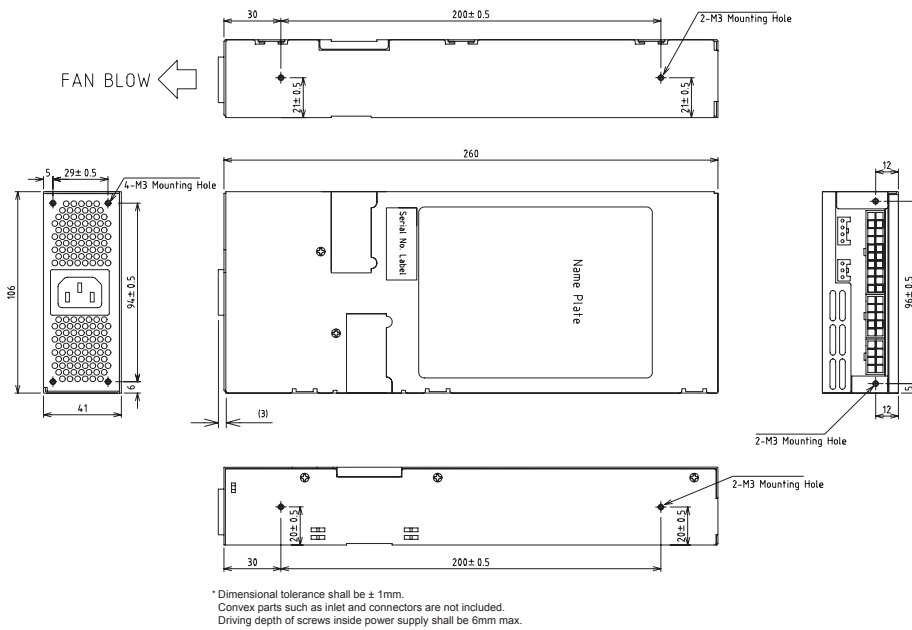 30
200± 0.5
2-M3 Mounting Hole
FAN BLOW
21± 0.5
21± 0.5
260
5
29± 0.5
4-M3 Mounting Hole
12
106
94± 0.5
6
41
Serial No. Label
Name Plate
96± 0.5
5
12
(3)
2-M3 Mounting Hole
2-M3 Mounting Hole
20± 0.5
20± 0.5
30
200± 0.5
* Dimensional tolerance shall be ± 1mm.
Convex parts such as inlet and connectors are not included.
Driving depth of screws inside power supply shall be 6mm max.